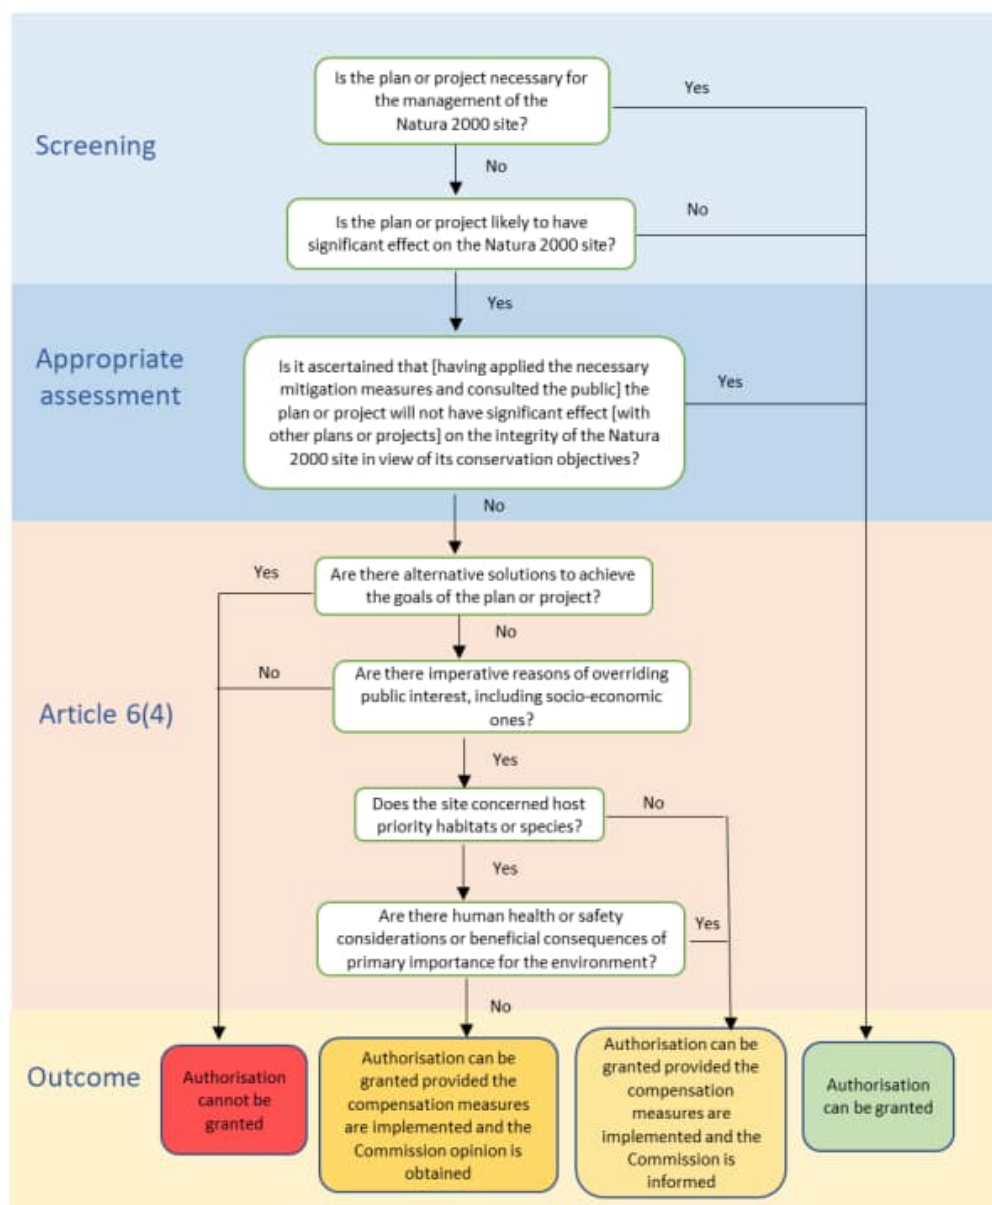 Is the plan or project necessary for
the management of the
Natura 2000 site?
Yes
Screening
No
Is the plan or project likely to have
significant effect on the Natura 2000 site?
No
Yes
Appropriate
assessment
Is it ascertained that [having applied the necessary
mitigation measures and consulted the public] the
plan or project will not have significant effect [with
other plans or projects] on the integrity of the Natura
2000 site in view of its conservation objectives?
Yes
No
Are there alternative solutions to achieve
the goals of the plan or project?
Yes
No
Are there imperative reasons of overriding
public interest, including socio-economic
ones?
No
Article 6(4)
Yes
Does the site concerned host
priority habitats or species?
No
Yes
Are there human health or safety
considerations or beneficial consequences of
primary importance for the environment?
Yes
No
Outcome
Authorisation
cannot be
granted
Authorisation can be
granted provided the
compensation measures
are implemented and the
Commission opinion is
obtained
Authorisation can be
granted provided the
compensation
measures are
implemented and the
Commission is
informed
Authorisation
can be granted